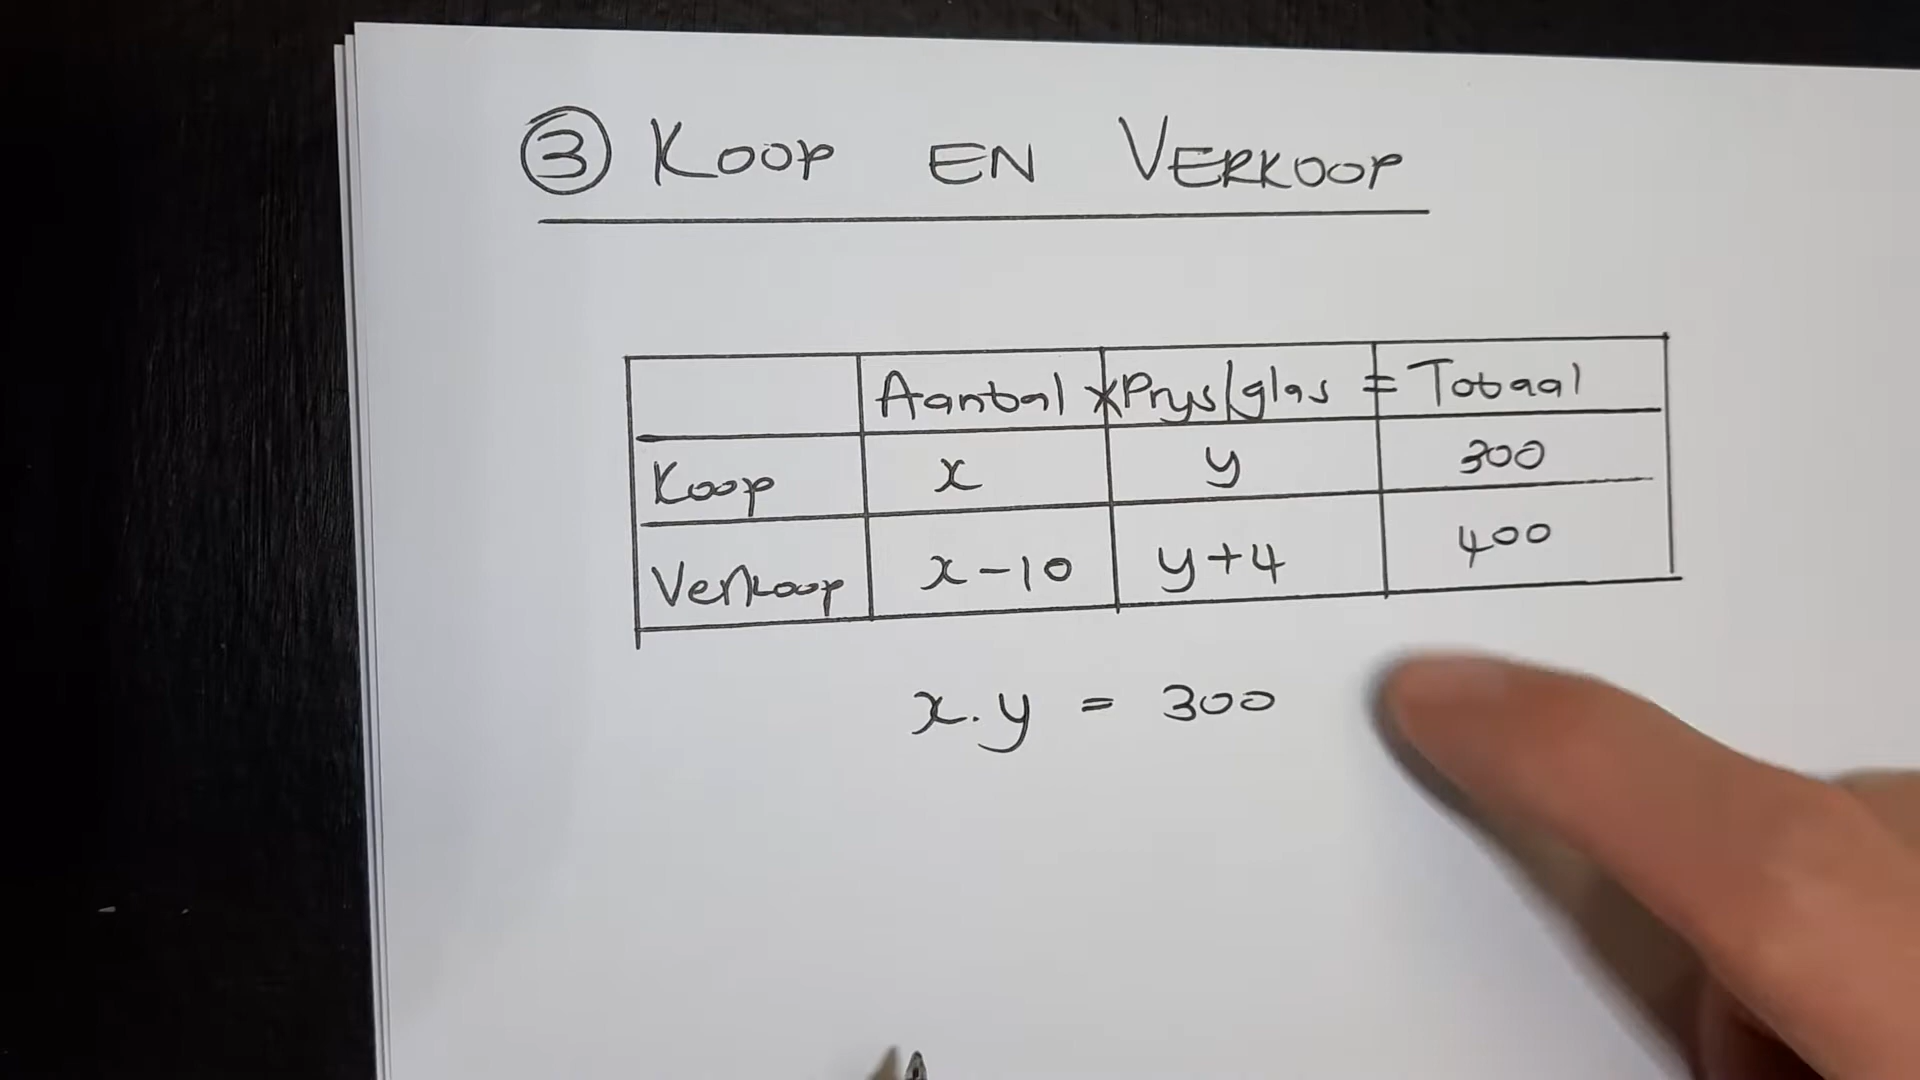 ③ KOOP EN VERKOOP
Aantal × Prys/glas = Totaal
Koop x y 300
Verkoop x-10 y+4 400
x.y = 300